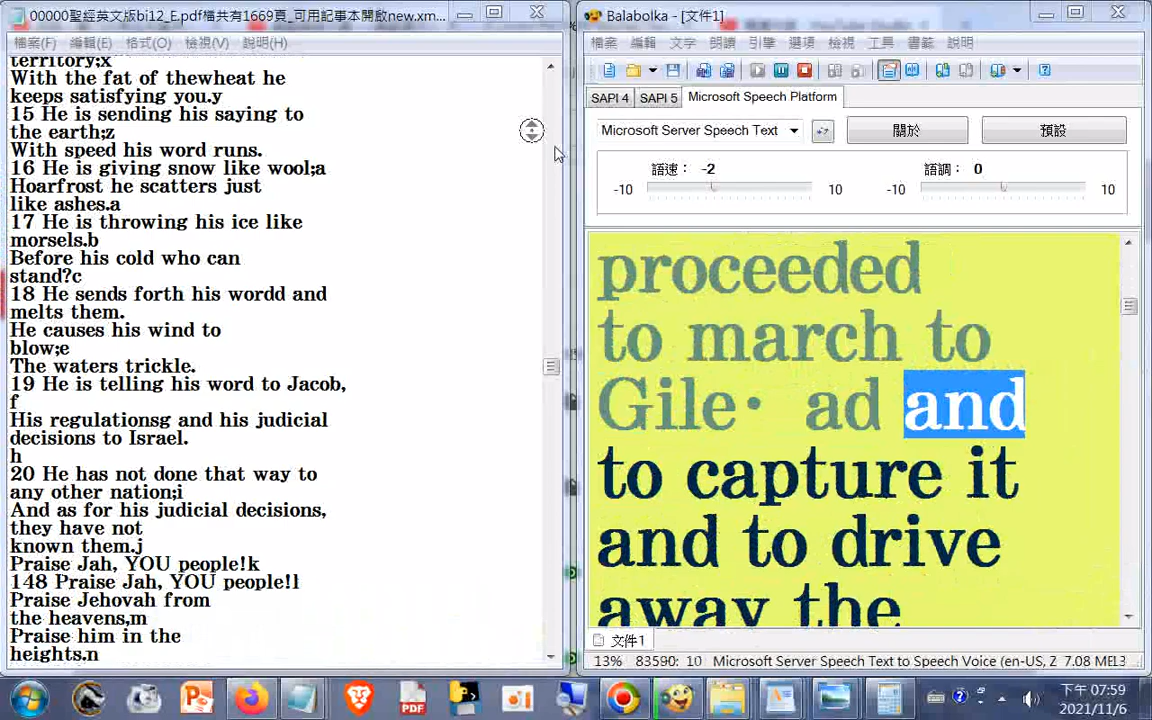 00000聖經英文版bi12_E.pdf檔共有1669頁_可用記事本開啟new.xm...
檔案(F) 編輯(E) 格式(O) 檢視(V) 說明(H)
territory;x
With the fat of thewheat he
keeps satisfying you.y
15 He is sending his saying to
the earth;z
With speed his word runs.
16 He is giving snow like wool;a
Hoarfrost he scatters just
like ashes.a
17 He is throwing his ice like
morsels.b
Before his cold who can
stand?c
18 He sends forth his wordd and
melts them.
He causes his wind to
blow;e
The waters trickle.
19 He is telling his word to Jacob,
f
His regulationsg and his judicial
decisions to Israel.
h
20 He has not done that way to
any other nation;i
And as for his judicial decisions,
they have not
known them.j
Praise Jah, YOU people!k
148 Praise Jah, YOU people!l
Praise Jehovah from
the heavens,m
Praise him in the
heights.n
Balabolka - [文件1]
檔案 編輯 文字 朗讀 引擎 選項 檢視 工具 書籤 說明
SAPI 4 SAPI 5 Microsoft Speech Platform
Microsoft Server Speech Text 關於 預設
語速： -2 語調： 0
-10 10 -10 10
proceeded
to march to
Gile· ad and
to capture it
and to drive
away the
文件1
13% 83590: 10 Microsoft Server Speech Text to Speech Voice (en-US, Z 7.08 ME
PDF
下午 07:59
2021/11/6